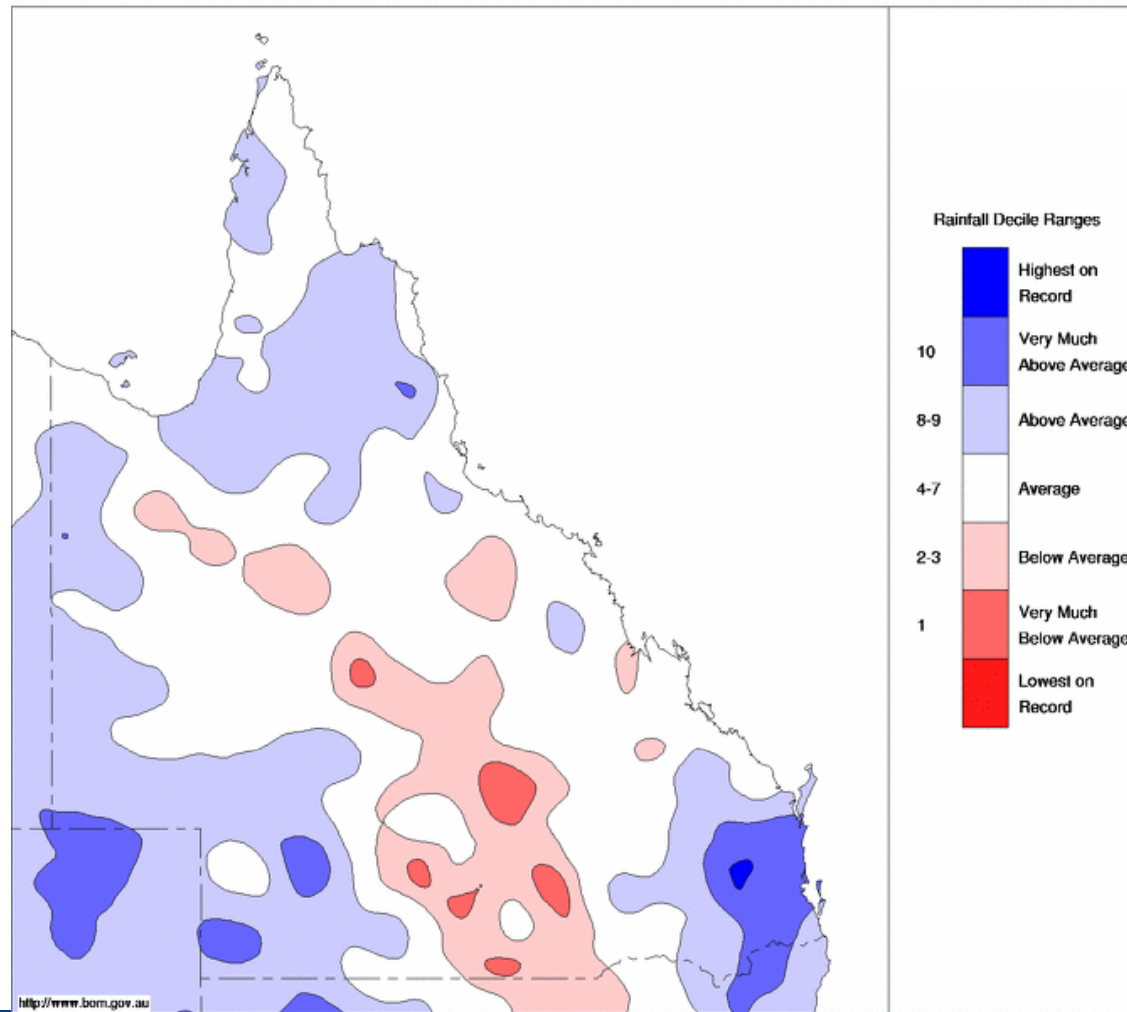 Rainfall Decile Ranges
Highest on
Record
10
Very Much
Above Average
8-9
Above Average
4-7
Average
2-3
Below Average
1
Very Much
Below Average
Lowest on
Record
http://www.bom.gov.au